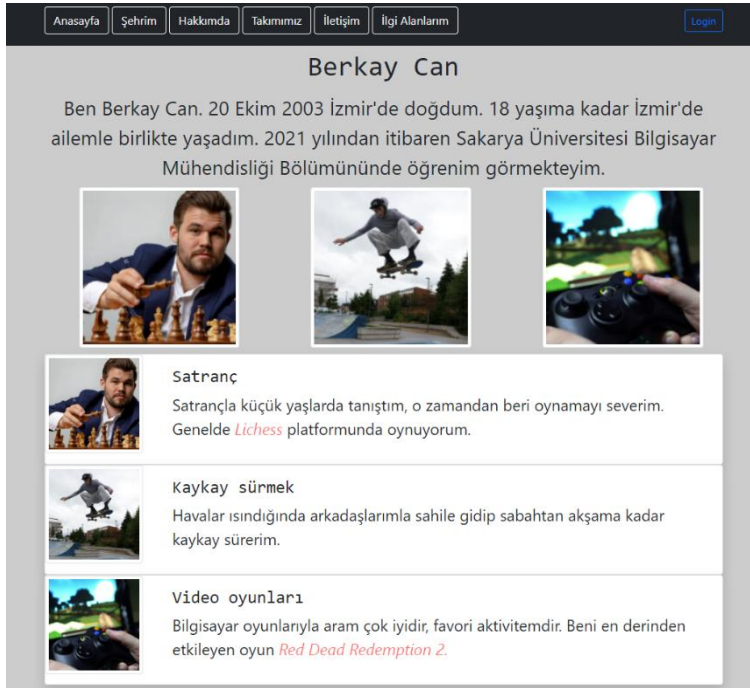 Anasayfa Şehrim Hakkımda Takımımız İletişim İlgi Alanlarım Login
Berkay Can
Ben Berkay Can. 20 Ekim 2003 İzmir'de doğdum. 18 yaşıma kadar İzmir'de
ailemle birlikte yaşadım. 2021 yılından itibaren Sakarya Üniversitesi Bilgisayar
Mühendisliği Bölümününde öğrenim görmekteyim.
Satranç
Satrançla küçük yaşlarda tanıştım, o zamandan beri oynamayı severim.
Genelde Lichess platformunda oynuyorum.
Kaykay sürmek
Havalar ısındığında arkadaşlarımla sahile gidip sabahtan akşama kadar
kaykay sürerim.
Video oyunları
Bilgisayar oyunlarıyla aram çok iyidir, favori aktivitemdir. Beni en derinden
etkileyen oyun Red Dead Redemption 2.